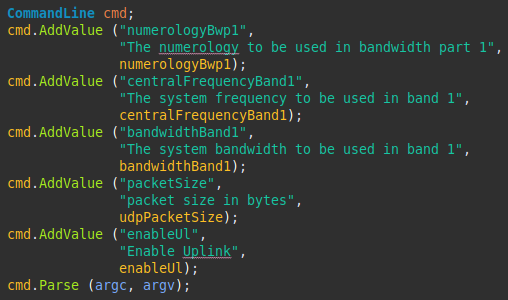 CommandLine cmd;
cmd.AddValue ("numerologyBwp1",
"The numerology to be used in bandwidth part 1",
numerologyBwp1);
cmd.AddValue ("centralFrequencyBand1",
"The system frequency to be used in band 1",
centralFrequencyBand1);
cmd.AddValue ("bandwidthBand1",
"The system bandwidth to be used in band 1",
bandwidthBand1);
cmd.AddValue ("packetSize",
"packet size in bytes",
udpPacketSize);
cmd.AddValue ("enableUl",
"Enable Uplink",
enableUl);
cmd.Parse (argc, argv);